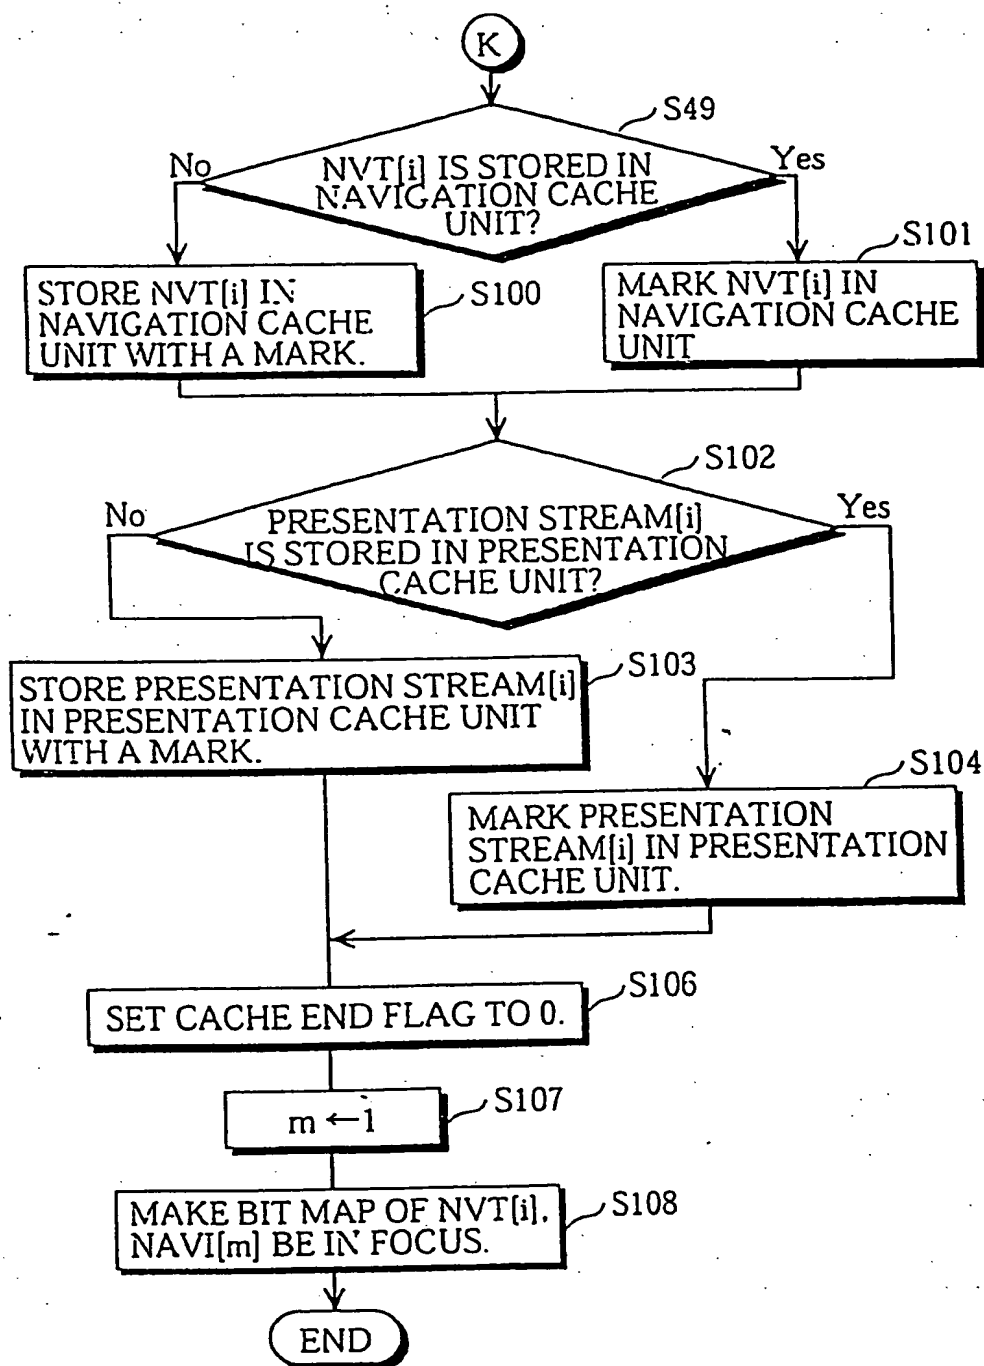 K
S49
No
Yes
NVT[i] IS STORED IN
NAVIGATION CACHE
UNIT?
S101
STORE NVT[i] IN
NAVIGATION CACHE
UNIT WITH A MARK.
S100
MARK NVT[i] IN
NAVIGATION CACHE
UNIT
S102
No
Yes
PRESENTATION STREAM[i]
IS STORED IN PRESENTATION
CACHE UNIT?
S103
STORE PRESENTATION STREAM[i]
IN PRESENTATION CACHE UNIT
WITH A MARK.
S104
MARK PRESENTATION
STREAM[i] IN PRESENTATION
CACHE UNIT.
S106
SET CACHE END FLAG TO 0.
S107
m ← 1
S108
MAKE BIT MAP OF NVT[i].
NAVI[m] BE IN FOCUS.
END